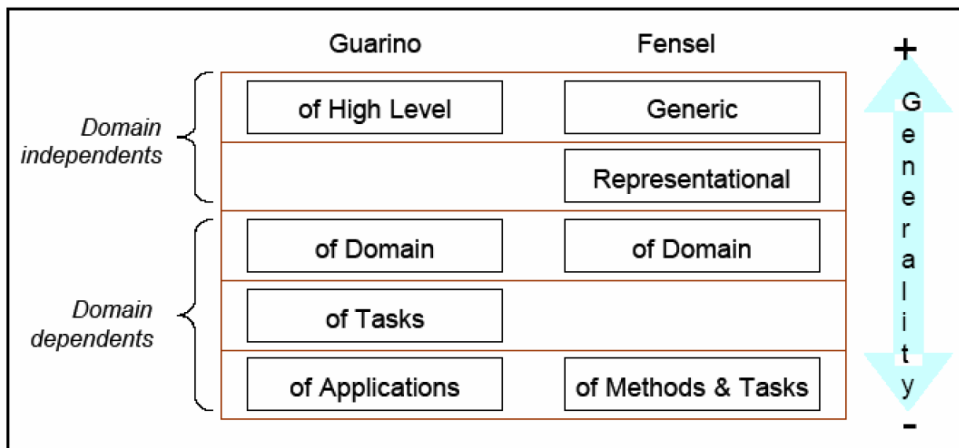 Guarino Fensel
+
of High Level Generic
Domain
independents
Representational
of Domain of Domain
Domain
dependents
of Tasks
of Applications of Methods & Tasks
-
Generality